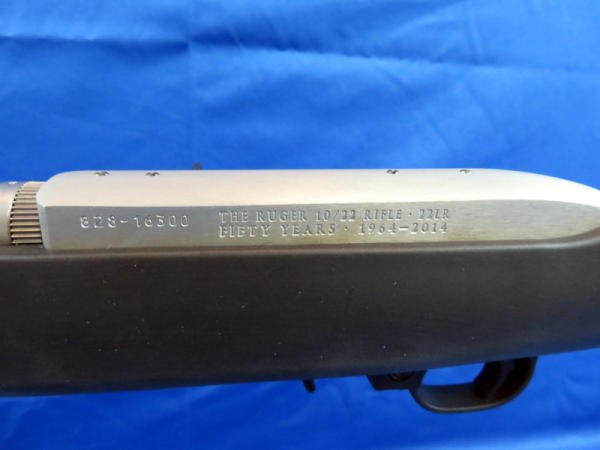 828-16300
THE RUGER 10/22 RIFLE · 22LR
FIFTY YEARS · 1964–2014